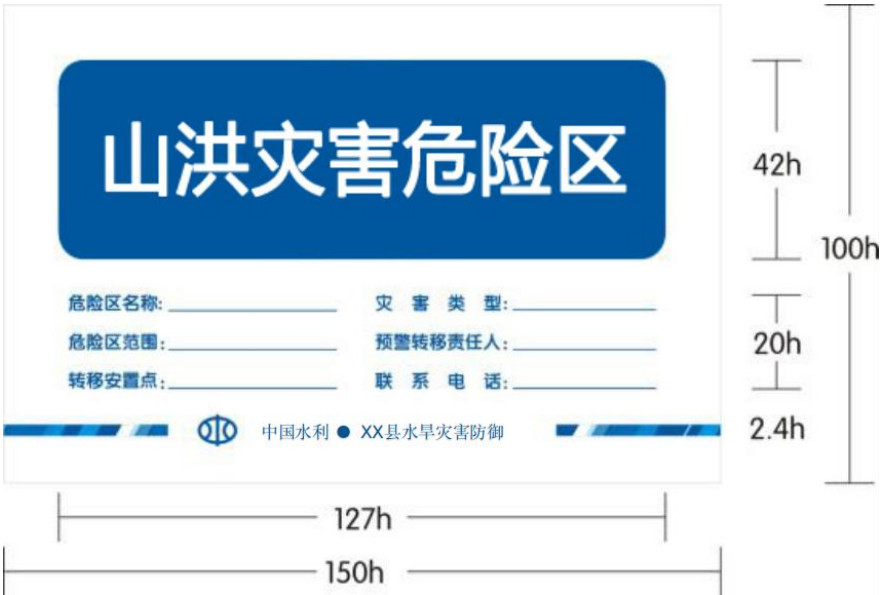 山洪灾害危险区
42h
100h
危险区名称: 灾害类型:
危险区范围: 预警转移责任人:
20h
转移安置点: 联系电话:
中国水利 ● XX县水旱灾害防御
2.4h
127h
150h